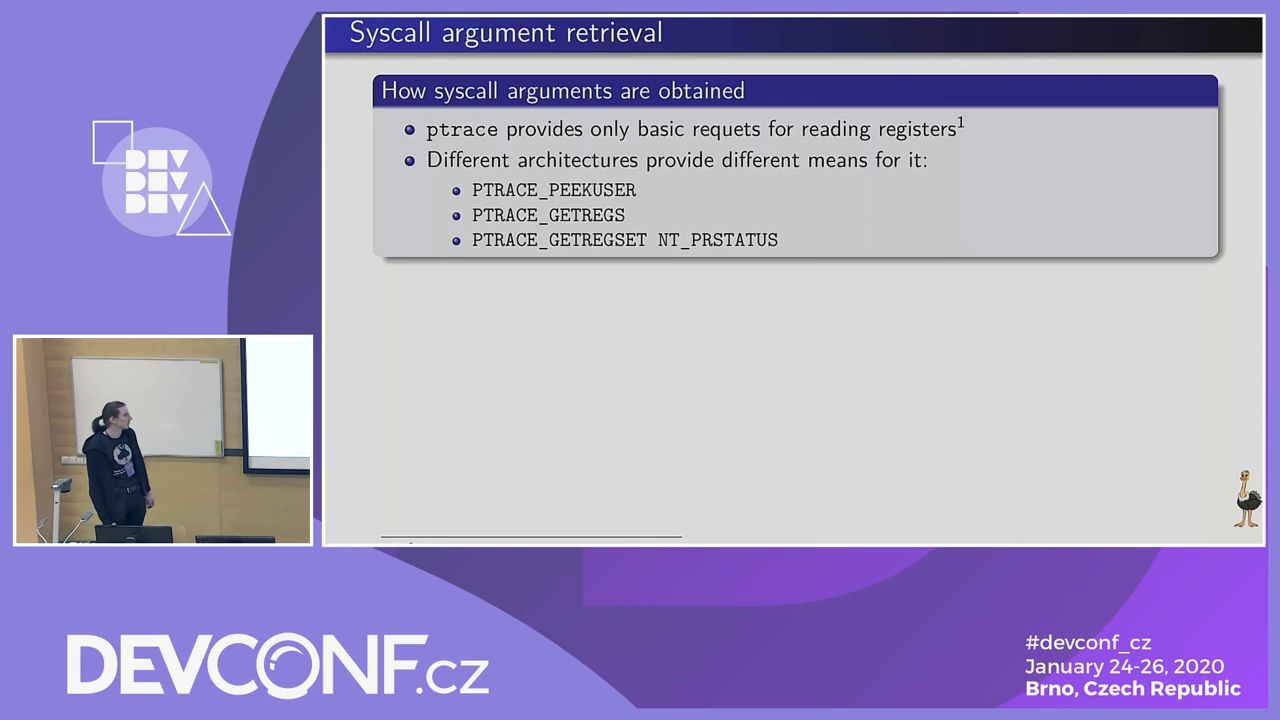 Syscall argument retrieval
How syscall arguments are obtained
ptrace provides only basic requets for reading registers¹
Different architectures provide different means for it:
PTRACE_PEEKUSER
PTRACE_GETREGS
PTRACE_GETREGSET NT_PRSTATUS
DEV
DEV
DEV
DEVCONF.cz
#devconf_cz
January 24-26, 2020
Brno, Czech Republic